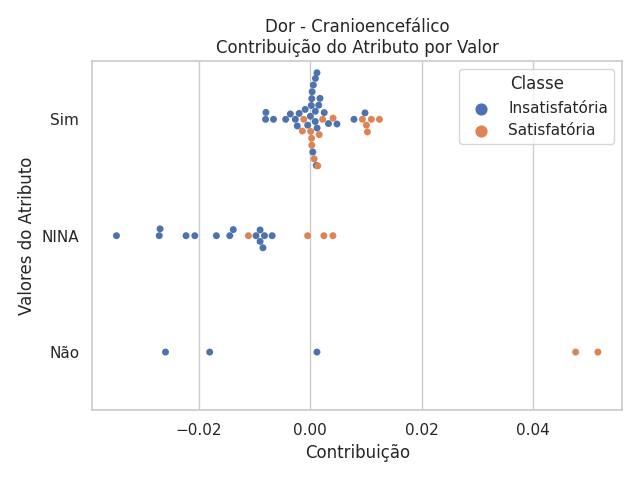 Dor - Cranioencefálico
Contribuição do Atributo por Valor
Classe
Insatisfatória
Satisfatória
Valores do Atributo
Sim
NINA
Não
−0.02 0.00 0.02 0.04
Contribuição